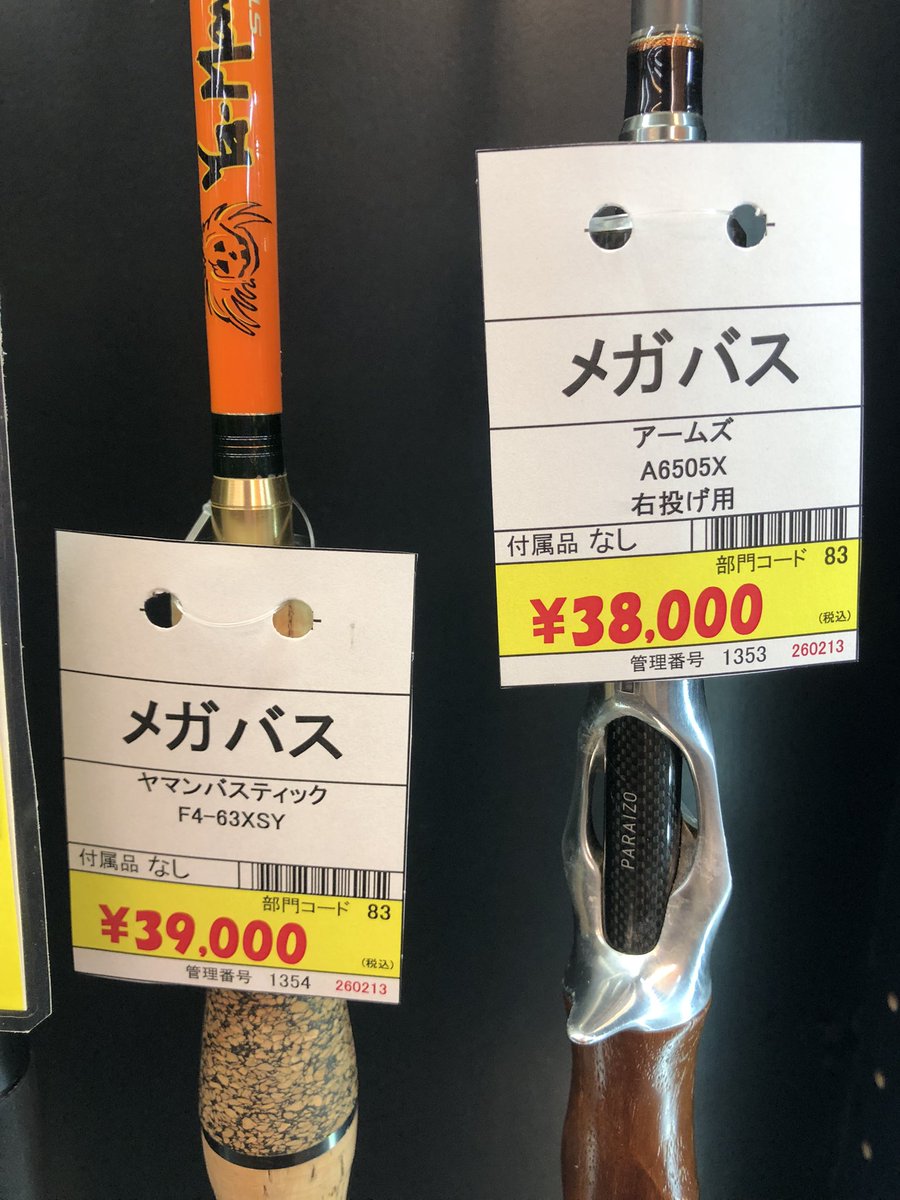 メガバス
アームズ
A6505X
右投げ用
付属品 なし
部門コード 83
¥38,000
(税込)
管理番号 1353 260213
PARAIZO
メガバス
ヤマンバスティック
F4-63XSY
付属品 なし
部門コード 83
¥39,000
(税込)
管理番号 1354 260213